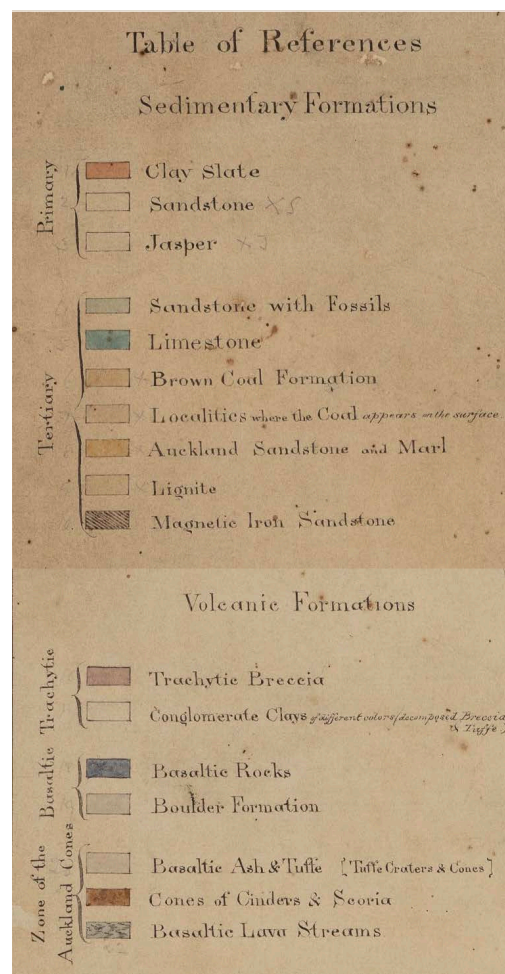 Table of References
Sedimentary Formations
Primary
Clay Slate
Sandstone
Jasper
Tertiary
Sandstone with Fossils
Limestone
Brown Coal Formation
Localities where the Coal appears on the surface
Auckland Sandstone and Marl
Lignite
Magnetic Iron Sandstone
Volcanic Formations
Trachytic
Trachytic Breccia
Conglomerate Clays of different colors (decomposed Breccia
& Tuffe)
Basaltic
Basaltic Rocks
Boulder Formation
Zone of the
Auckland Cones
Basaltic Ash & Tuffe [Tuffe Craters & Cones]
Cones of Cinders & Scoria
Basaltic Lava Streams